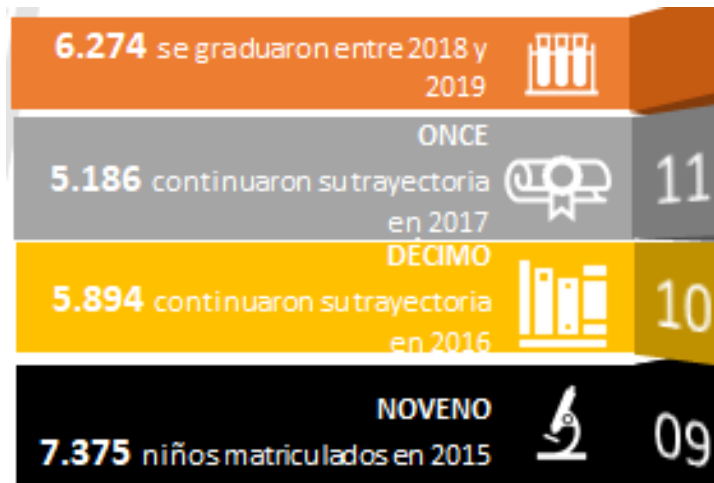 6.274 se graduaron entre 2018 y
2019
ONCE
5.186 continuaron su trayectoria
en 2017
11
DÉCIMO
5.894 continuaron su trayectoria
en 2016
10
NOVENO
7.375 niños matriculados en 2015
09